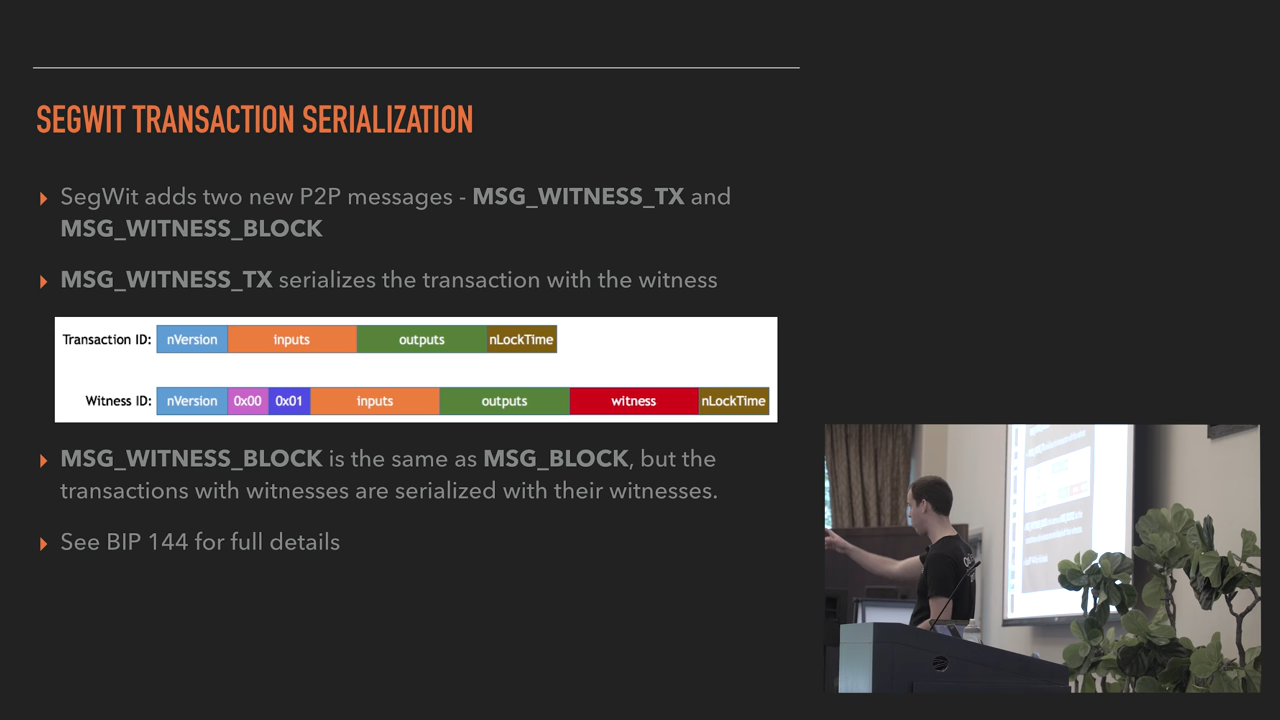 SEGWIT TRANSACTION SERIALIZATION
SegWit adds two new P2P messages - MSG_WITNESS_TX and
MSG_WITNESS_BLOCK
MSG_WITNESS_TX serializes the transaction with the witness
Transaction ID: nVersion inputs outputs nLockTime
Witness ID: nVersion 0x00 0x01 inputs outputs witness nLockTime
MSG_WITNESS_BLOCK is the same as MSG_BLOCK, but the
transactions with witnesses are serialized with their witnesses.
See BIP 144 for full details